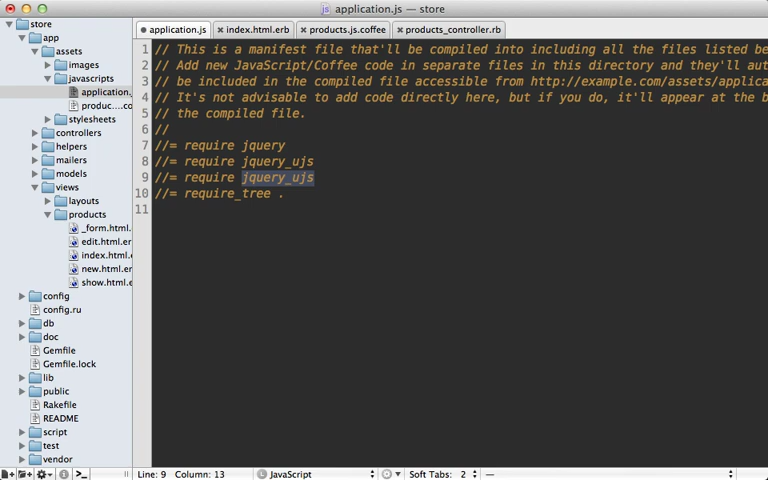 application.js — store
store
app
assets
images
javascripts
application.
produc....co
stylesheets
controllers
helpers
mailers
models
views
layouts
products
_form.html.
edit.html.er
index.html.
new.html.er
show.html.e
config
config.ru
db
doc
Gemfile
Gemfile.lock
lib
public
Rakefile
README
script
test
vendor
application.js index.html.erb products.js.coffee products_controller.rb
1 // This is a manifest file that'll be compiled into including all the files listed be
2 // Add new JavaScript/Coffee code in separate files in this directory and they'll aut
3 // be included in the compiled file accessible from http://example.com/assets/applica
4 // It's not advisable to add code directly here, but if you do, it'll appear at the b
5 // the compiled file.
6 //
7 //= require jquery
8 //= require jquery_ujs
9 //= require jquery_ujs
10 //= require_tree .
11
Line: 9 Column: 13 JavaScript Soft Tabs: 2 —